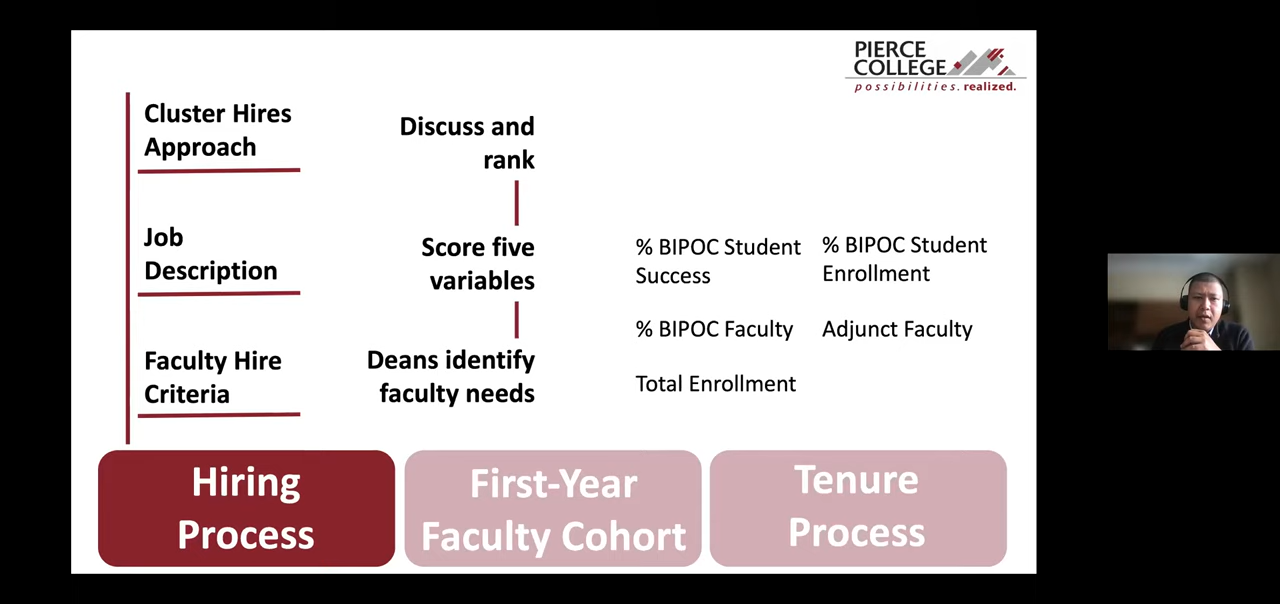 PIERCE
COLLEGE
possibilities. realized.
Cluster Hires
Approach
Job
Description
Faculty Hire
Criteria
Discuss and
rank
Score five
variables
Deans identify
faculty needs
% BIPOC Student
Success
% BIPOC Student
Enrollment
% BIPOC Faculty
Adjunct Faculty
Total Enrollment
Hiring
Process
First-Year
Faculty Cohort
Tenure
Process